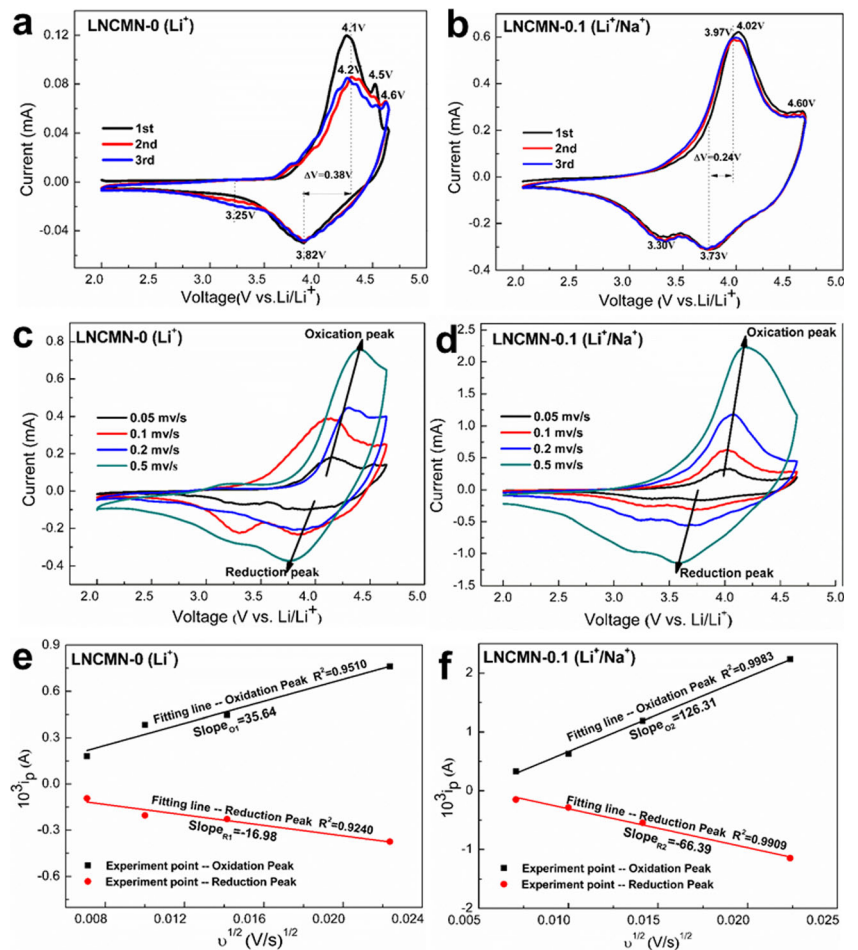 a
LNCMN-0 (Li⁺)
4.1V
4.2V
4.5V
4.6V
1st
2nd
3rd
ΔV=0.38V
3.25V
3.82V
0.12
0.08
0.04
0.00
-0.04
Current (mA)
2.0 2.5 3.0 3.5 4.0 4.5 5.0
Voltage(V vs.Li/Li⁺)
b
LNCMN-0.1 (Li⁺/Na⁺)
3.97V
4.02V
4.60V
1st
2nd
3rd
ΔV=0.24V
3.30V
3.73V
0.6
0.3
0.0
-0.2
-0.4
Current (mA)
2.0 2.5 3.0 3.5 4.0 4.5 5.0
Voltage (V vs.Li/Li⁺)
c
LNCMN-0 (Li⁺)
Oxication peak
0.05 mv/s
0.1 mv/s
0.2 mv/s
0.5 mv/s
Reduction peak
0.8
0.4
0.0
-0.4
Current (mA)
2.0 2.5 3.0 3.5 4.0 4.5 5.0
Voltage (V vs. Li/Li⁺)
d
LNCMN-0.1 (Li⁺/Na⁺)
Oxication peak
0.05 mv/s
0.1 mv/s
0.2 mv/s
0.5 mv/s
Reduction peak
2.5
2.0
1.5
1.0
0.5
0.0
-0.5
-1.0
-1.5
Current (mA)
2.0 2.5 3.0 3.5 4.0 4.5 5.0
Voltage (V vs. Li/Li⁺)
e
LNCMN-0 (Li⁺)
Fitting line -- Oxidation Peak R²=0.9510
Slope_O1=35.64
Fitting line -- Reduction Peak R²=0.9240
Slope_R1=-16.98
Experiment point -- Oxidation Peak
Experiment point -- Reduction Peak
0.9
0.6
0.3
0.0
-0.3
-0.6
10³iₚ (A)
0.008 0.012 0.016 0.020 0.024
υ^1/2 (V/s)^1/2
f
LNCMN-0.1 (Li⁺/Na⁺)
Fitting line -- Oxidation Peak R²=0.9983
Slope_O2=126.31
Fitting line -- Reduction Peak R²=0.9909
Slope_R2=-66.39
Experiment point -- Oxidation Peak
Experiment point -- Reduction Peak
2
1
0
-1
-2
10³iₚ (A)
0.005 0.010 0.015 0.020 0.025
υ^1/2 (V/s)^1/2